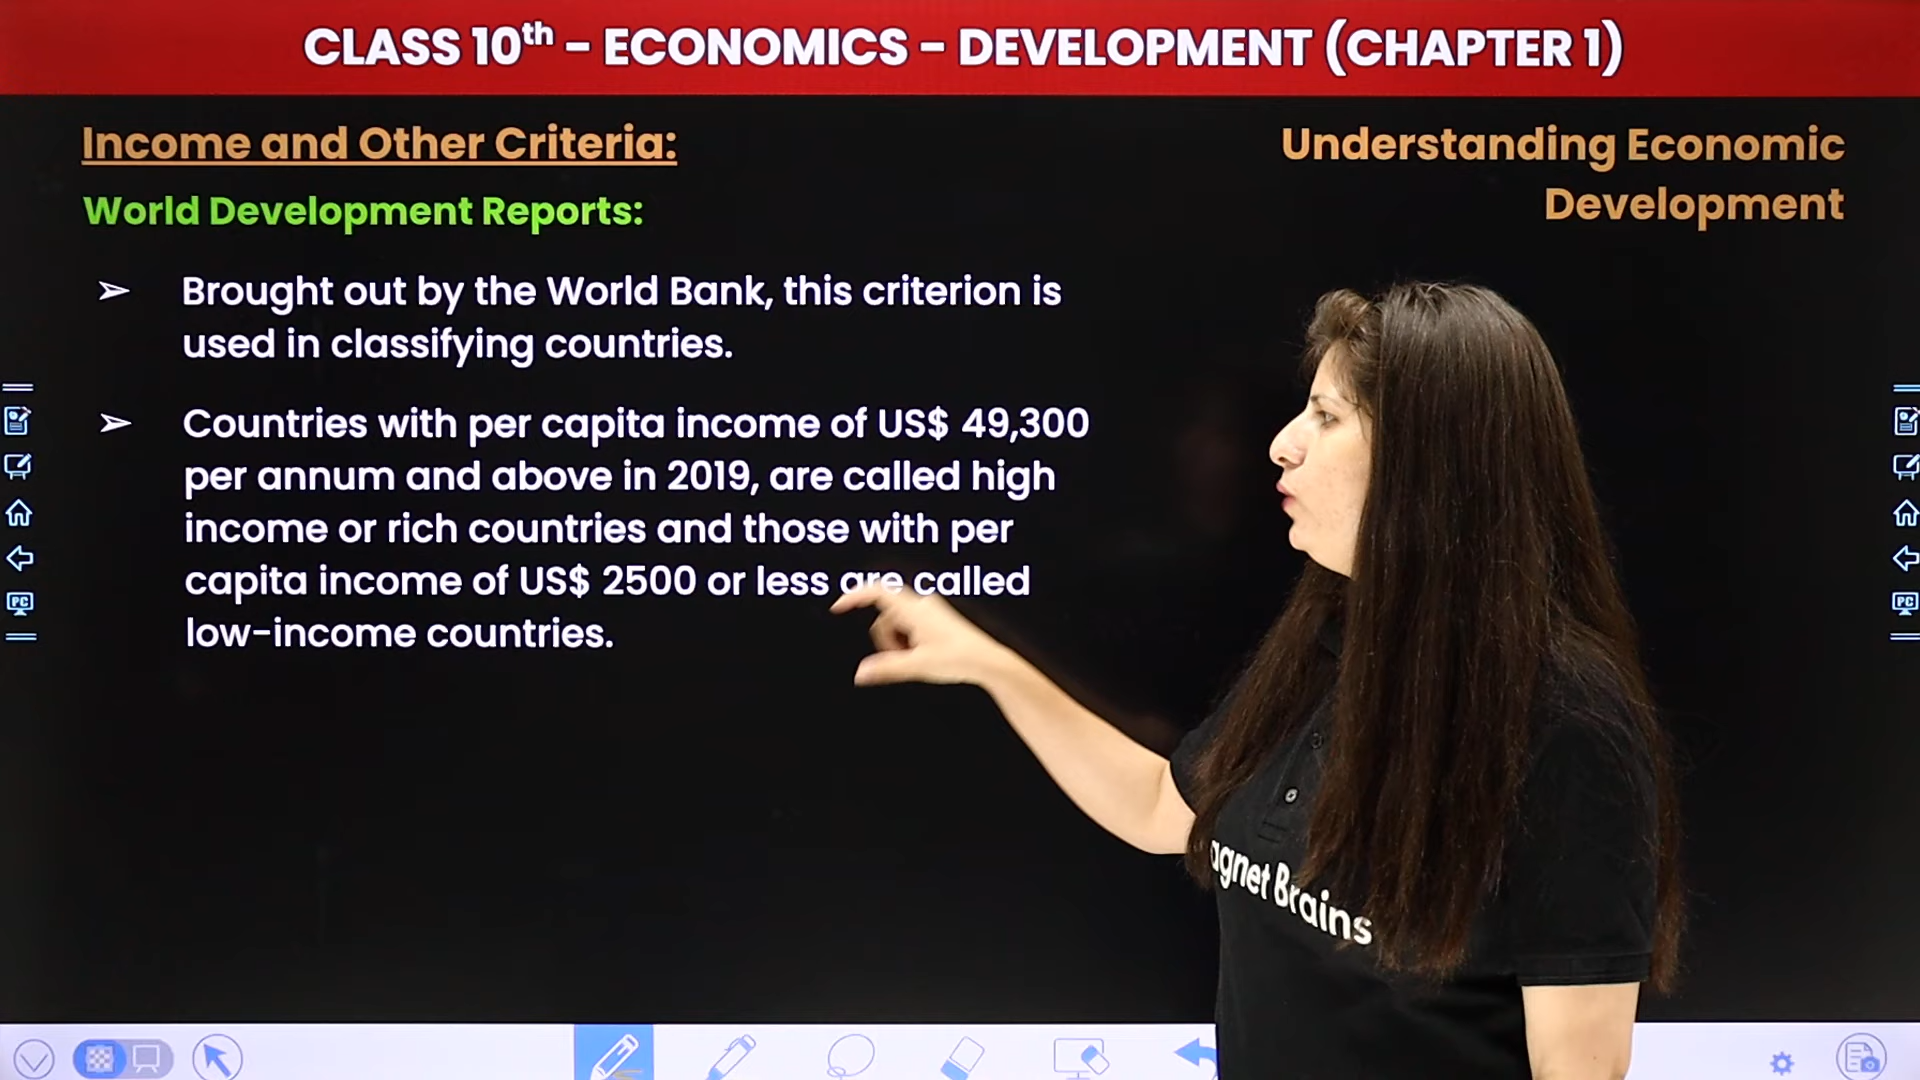 CLASS 10th - ECONOMICS - DEVELOPMENT (CHAPTER 1)
Income and Other Criteria:
Understanding Economic
Development
World Development Reports:
➢ Brought out by the World Bank, this criterion is
used in classifying countries.
➢ Countries with per capita income of US$ 49,300
per annum and above in 2019, are called high
income or rich countries and those with per
capita income of US$ 2500 or less are called
low-income countries.
agnet Brains
PC
PC